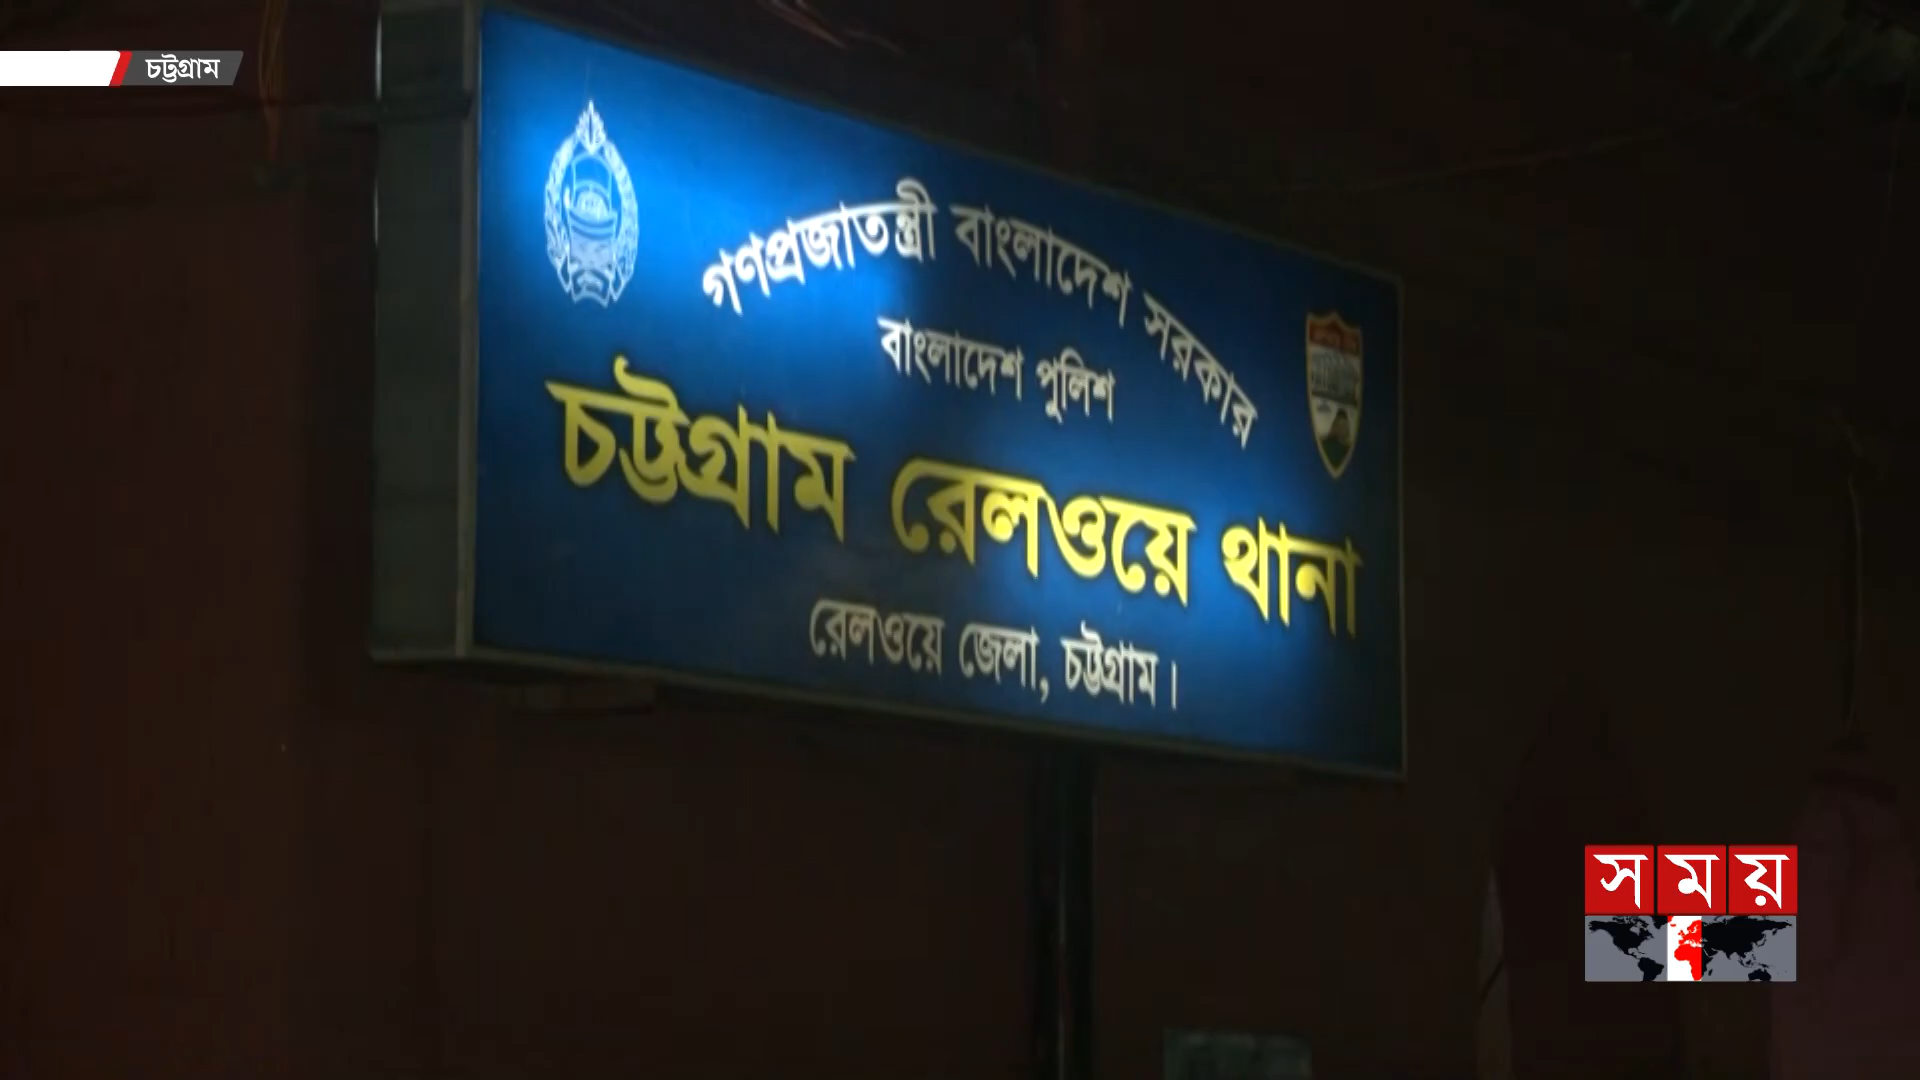 চট্টগ্রাম
গণপ্রজাতন্ত্রী বাংলাদেশ সরকার
বাংলাদেশ পুলিশ
চট্টগ্রাম রেলওয়ে থানা
রেলওয়ে জেলা, চট্টগ্রাম।
সময়